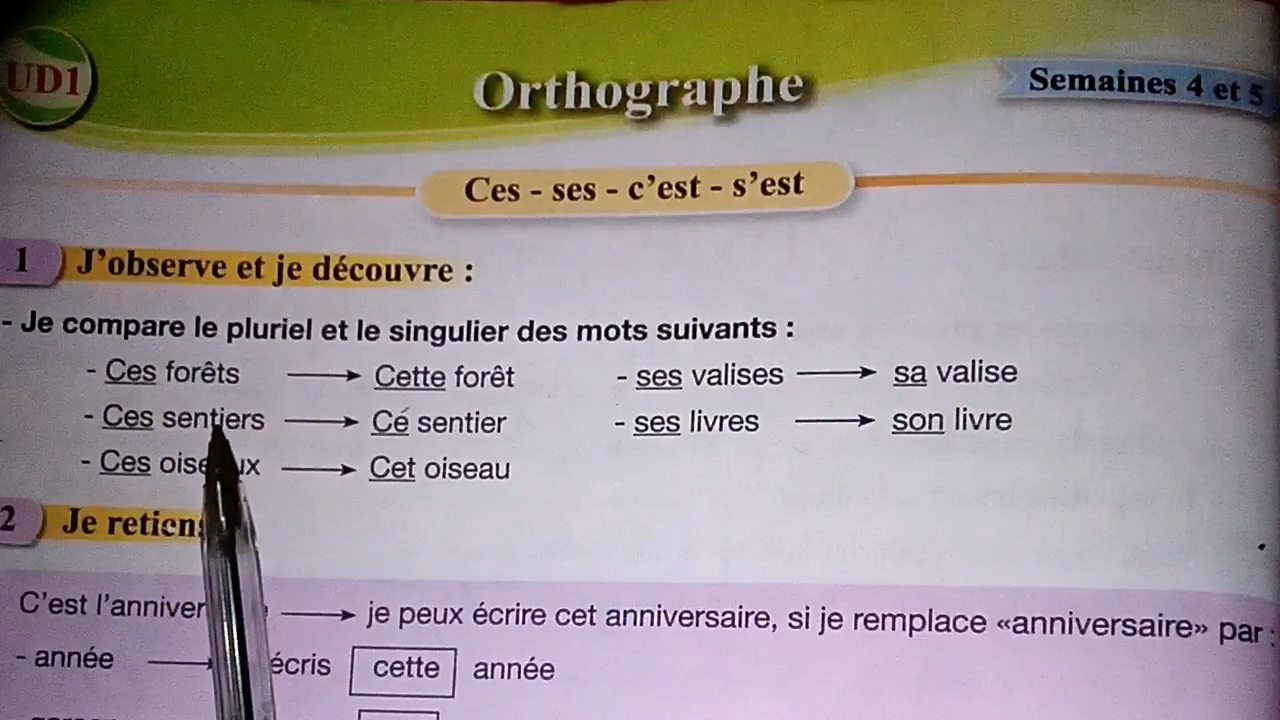 UD1
Orthographe
Semaines 4 et 5
Ces - ses - c’est - s’est
1 J’observe et je découvre :
- Je compare le pluriel et le singulier des mots suivants :
- Ces forêts → Cette forêt - ses valises → sa valise
- Ces sentiers → Cé sentier - ses livres → son livre
- Ces → Cet oiseau
2 Je
C’est → je peux écrire cet anniversaire, si je remplace «anniversaire» par :
- année → écris cette année